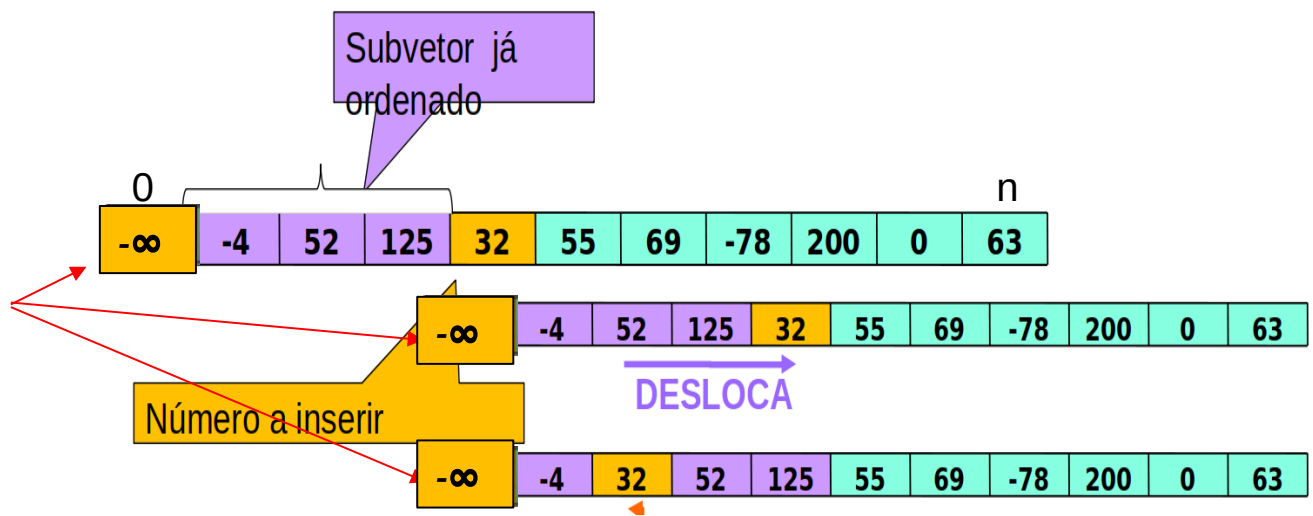 Subvetor já
ordenado
0 n
-∞ -4 52 125 32 55 69 -78 200 0 63
-∞ -4 52 125 32 55 69 -78 200 0 63
DESLOCA
Número a inserir
-∞ -4 32 52 125 55 69 -78 200 0 63